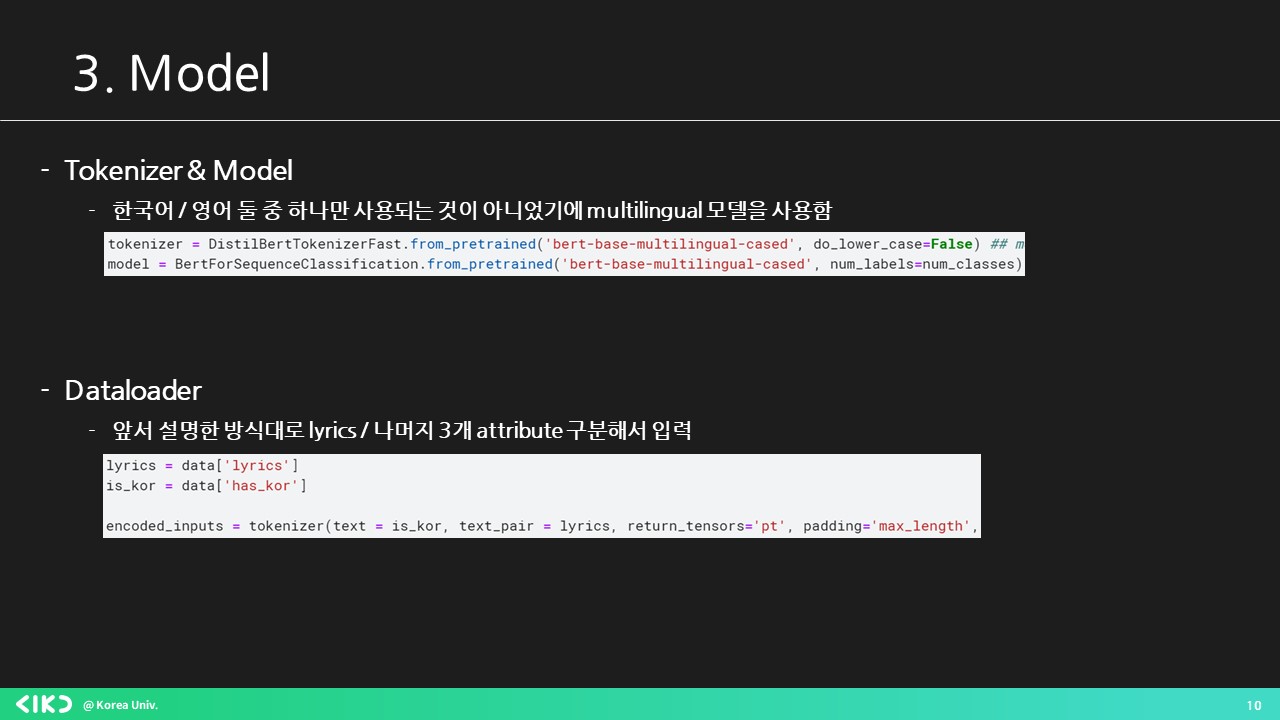 3. Model
- Tokenizer & Model
- 한국어 / 영어 둘 중 하나만 사용되는 것이 아니었기에 multilingual 모델을 사용함
tokenizer = DistilBertTokenizerFast.from_pretrained('bert-base-multilingual-cased', do_lower_case=False) ## m
model = BertForSequenceClassification.from_pretrained('bert-base-multilingual-cased', num_labels=num_classes)
- Dataloader
- 앞서 설명한 방식대로 lyrics / 나머지 3개 attribute 구분해서 입력
lyrics = data['lyrics']
is_kor = data['has_kor']
encoded_inputs = tokenizer(text = is_kor, text_pair = lyrics, return_tensors='pt', padding='max_length',
@ Korea Univ.
10